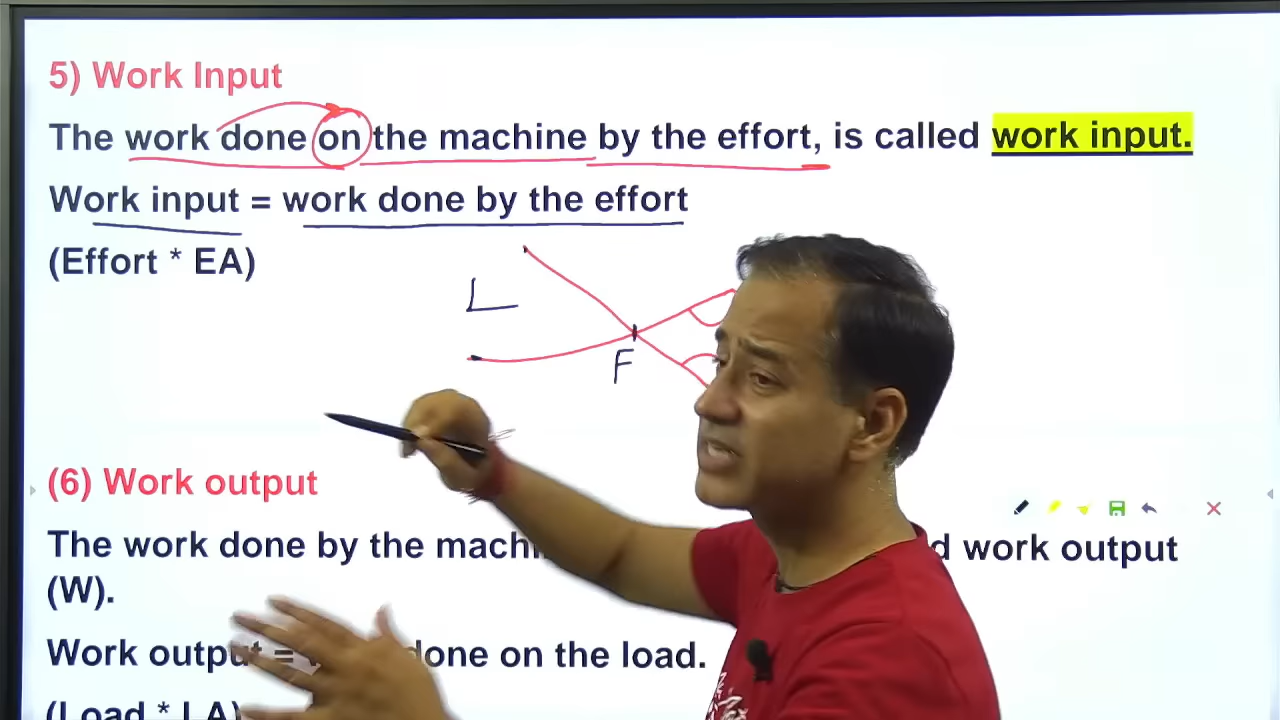 5) Work Input
The work done on the machine by the effort, is called work input.
Work input = work done by the effort
(Effort * EA)
L
F
(6) Work output
The work done by the d work output
(W).
Work = done on the load.
(Load * LA)